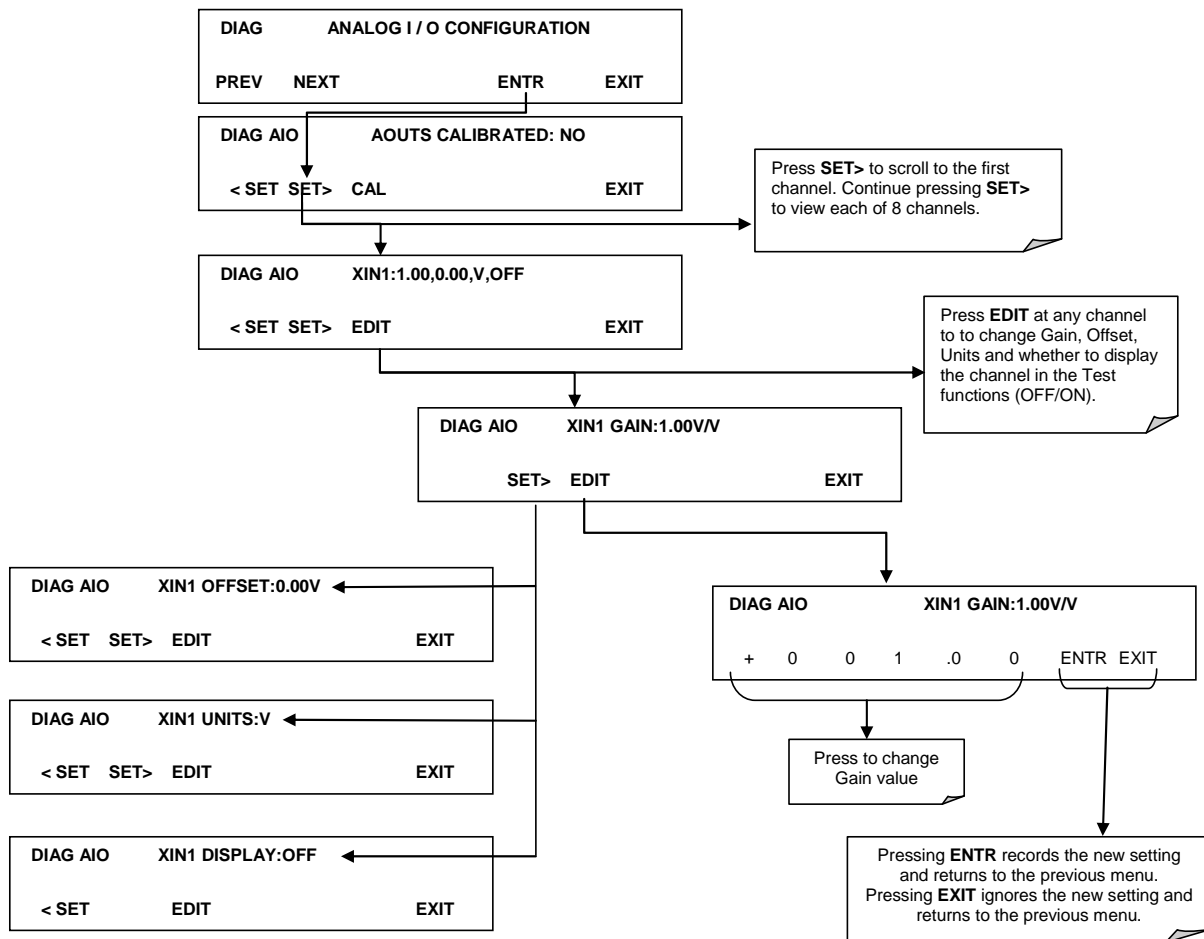 DIAG ANALOG I / O CONFIGURATION
PREV NEXT ENTR EXIT
DIAG AIO AOUTS CALIBRATED: NO
< SET SET> CAL EXIT
Press SET> to scroll to the first
channel. Continue pressing SET>
to view each of 8 channels.
DIAG AIO XIN1:1.00,0.00,V,OFF
< SET SET> EDIT EXIT
Press EDIT at any channel
to to change Gain, Offset,
Units and whether to display
the channel in the Test
functions (OFF/ON).
DIAG AIO XIN1 GAIN:1.00V/V
SET> EDIT EXIT
DIAG AIO XIN1 OFFSET:0.00V
< SET SET> EDIT EXIT
DIAG AIO XIN1 GAIN:1.00V/V
+ 0 0 1 .0 0 ENTR EXIT
DIAG AIO XIN1 UNITS:V
< SET SET> EDIT EXIT
Press to change
Gain value
DIAG AIO XIN1 DISPLAY:OFF
< SET EDIT EXIT
Pressing ENTR records the new setting
and returns to the previous menu.
Pressing EXIT ignores the new setting and
returns to the previous menu.